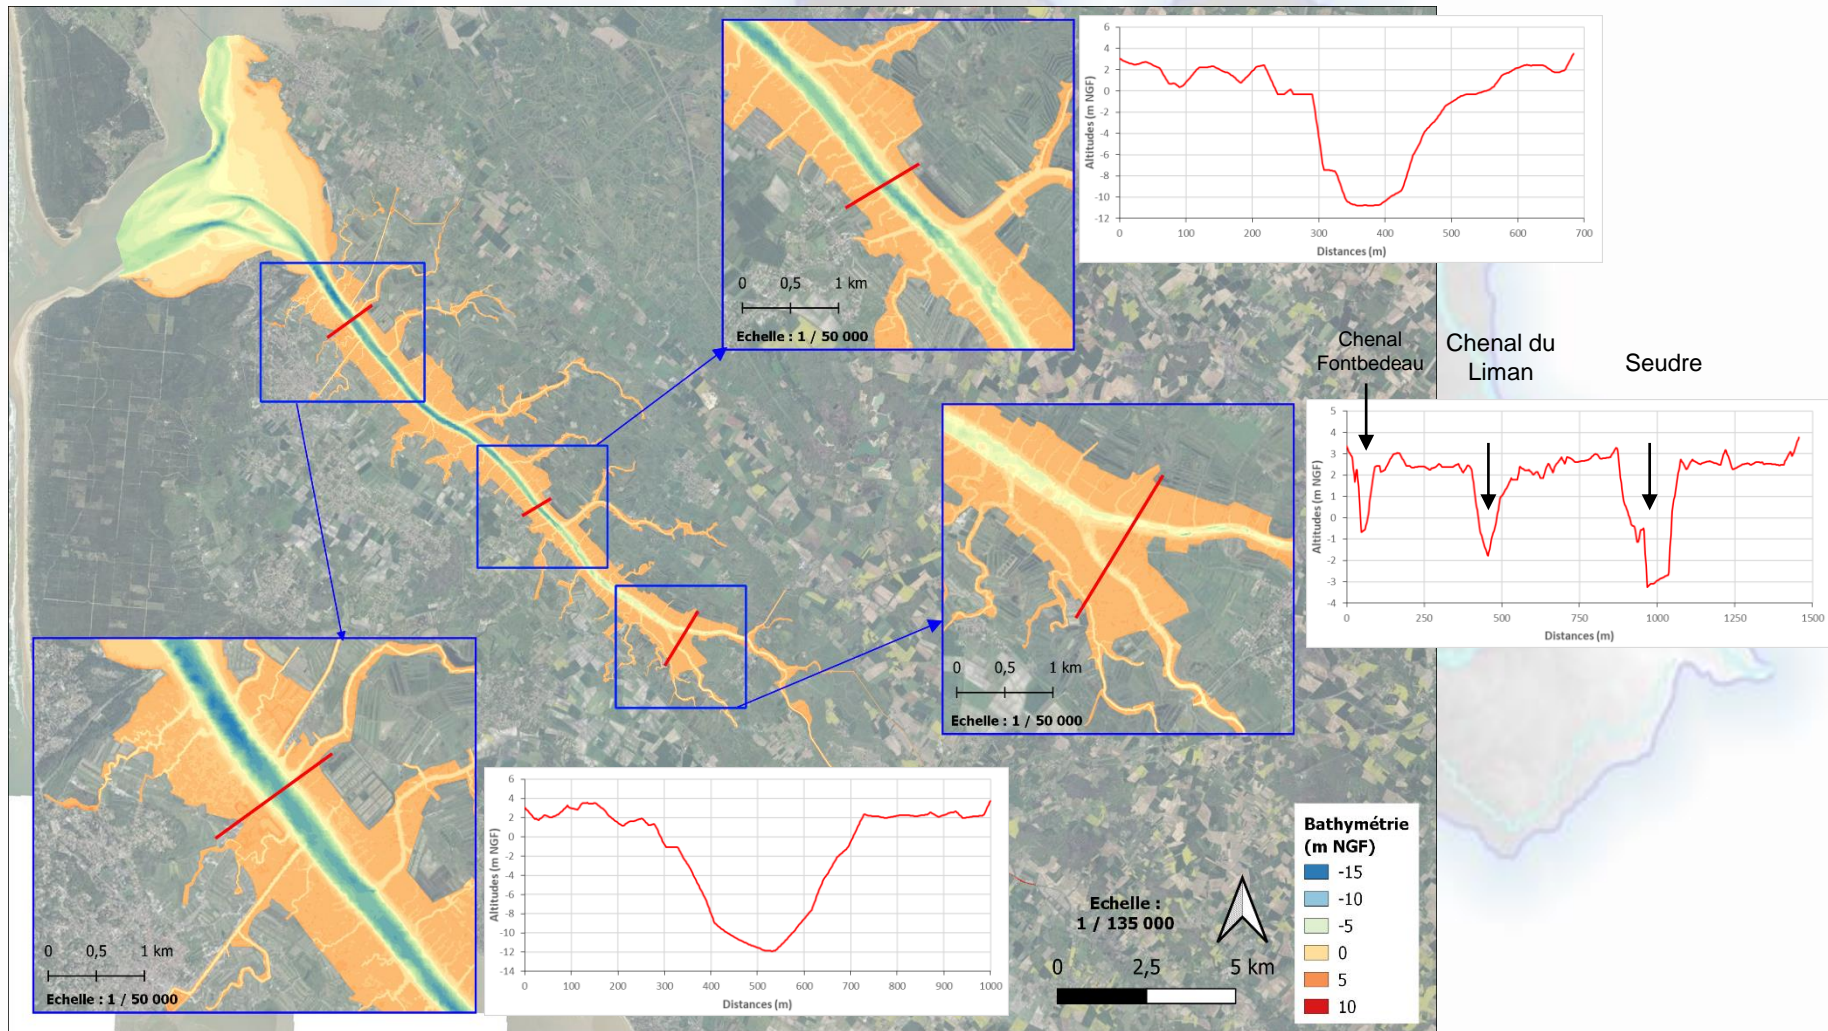 6
4
2
0
-2
-4
-6
-8
-10
-12
Altitudes (m NGF)
0 100 200 300 400 500 600 700
Distances (m)
0 0,5 1 km
Echelle : 1 / 50 000
Chenal
Fontbedeau
Chenal du
Liman
Seudre
5
4
3
2
1
0
-1
-2
-3
-4
Altitudes (m NGF)
0 250 500 750 1000 1250 1500
Distances (m)
0 0,5 1 km
Echelle : 1 / 50 000
0 0,5 1 km
Echelle : 1 / 50 000
6
4
2
0
-2
-4
-6
-8
-10
-12
-14
Altitudes (m NGF)
0 100 200 300 400 500 600 700 800 900 1000
Distances (m)
Echelle :
1 / 135 000
0 2,5 5 km
Bathymétrie
(m NGF)
-15
-10
-5
0
5
10